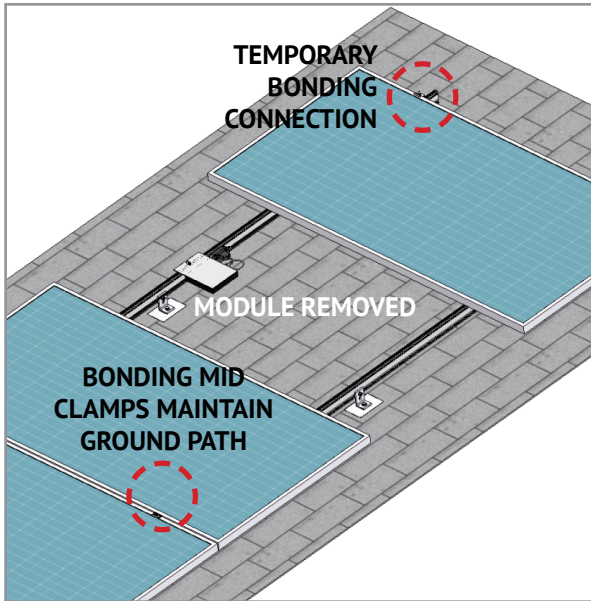 TEMPORARY
BONDING
CONNECTION
MODULE REMOVED
BONDING MID
CLAMPS MAINTAIN
GROUND PATH